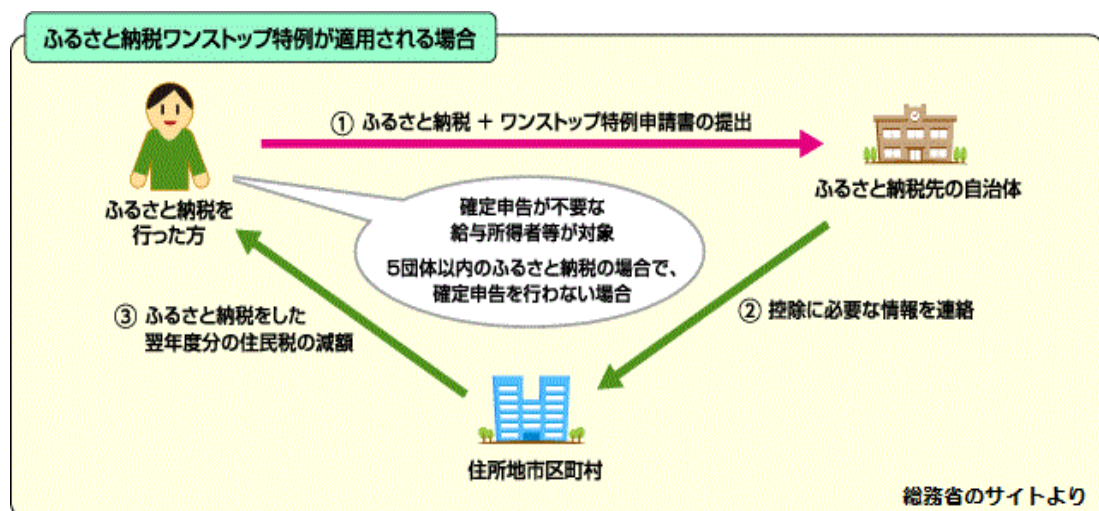 ふるさと納税ワンストップ特例が適用される場合
① ふるさと納税 + ワンストップ特例申請書の提出
ふるさと納税を
行った方
ふるさと納税先の自治体
確定申告が不要な
給与所得者等が対象
5団体以内のふるさと納税の場合で、
確定申告を行わない場合
② 控除に必要な情報を連絡
③ ふるさと納税をした
翌年度分の住民税の減額
住所地市区町村
総務省のサイトより